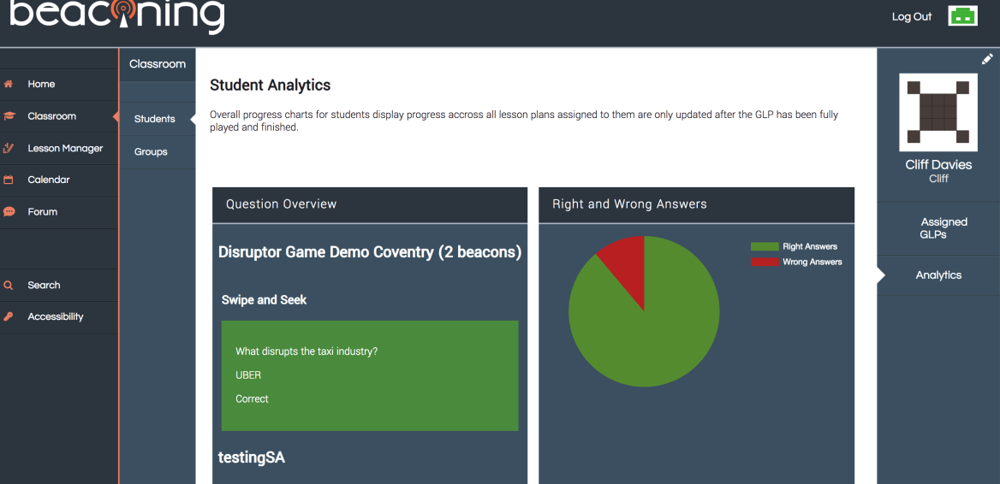 beaconing
Log Out
Home
Classroom
Lesson Manager
Calendar
Forum
Search
Accessibility
Classroom
Students
Groups
Student Analytics
Overall progress charts for students display progress accross all lesson plans assigned to them are only updated after the GLP has been fully
played and finished.
Question Overview
Disruptor Game Demo Coventry (2 beacons)
Swipe and Seek
What disrupts the taxi industry?
UBER
Correct
testingSA
Right and Wrong Answers
Right Answers
Wrong Answers
Cliff Davies
Cliff
Assigned
GLPs
Analytics